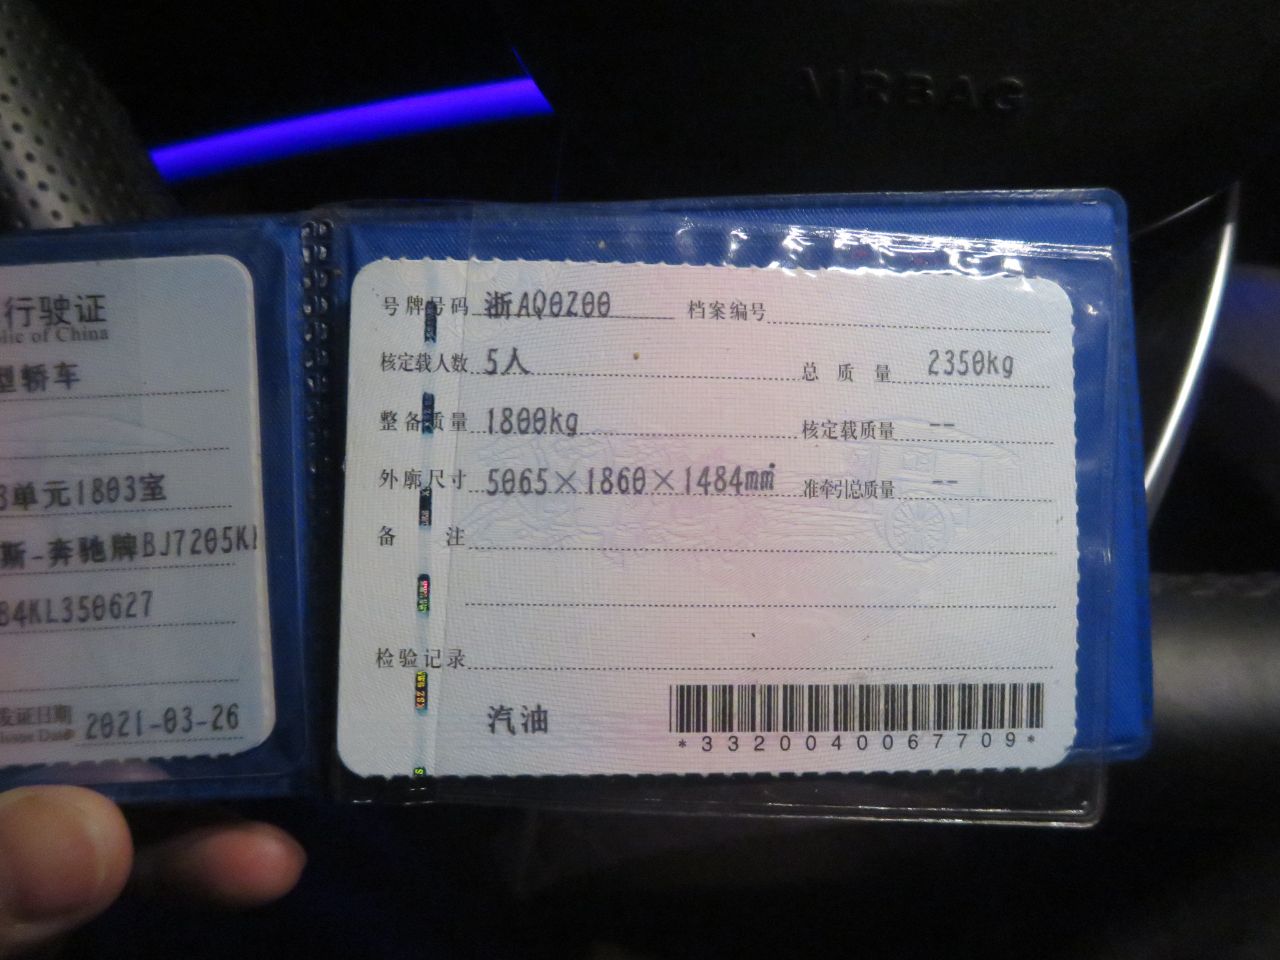 AIRBAG
行驶证
lic of China
型轿车
3单元1803室
斯-奔驰牌BJ7205K
B4KL350627
发证日期 2021-03-26
号牌号码 浙AQ0Z00 档案编号
核定载人数 5人 总质量 2350kg
整备质量 1800kg 核定载质量 --
外廓尺寸 5065×1860×1484mm 准牵引总质量 --
备注
检验记录
汽油
*3320040067709*